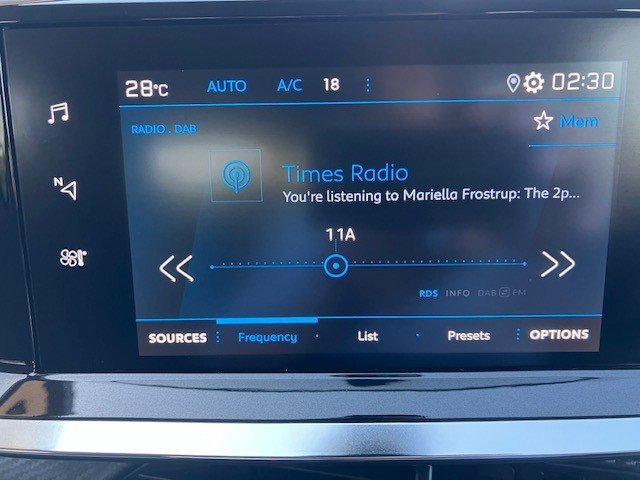 28°C AUTO A/C 18 02:30
RADIO . DAB
Mem
Times Radio
You're listening to Mariella Frostrup: The 2p...
11A
N
RDS INFO DAB FM
SOURCES Frequency List Presets OPTIONS